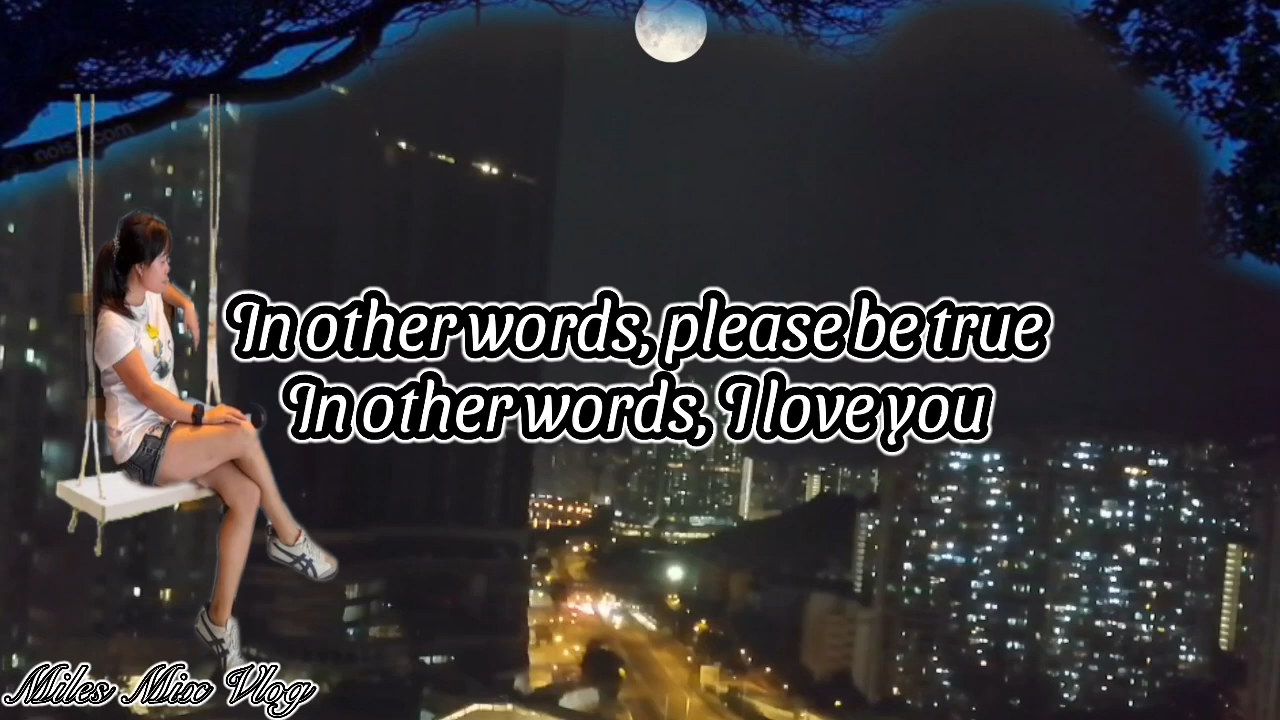 In other words, please be true
In other words, I love you
Miles Mix Vlog